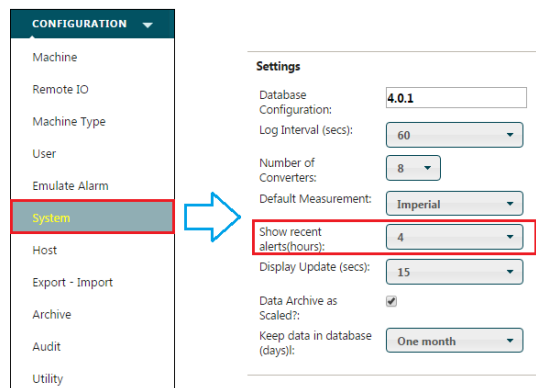 CONFIGURATION
Machine
Remote IO
Machine Type
User
Emulate Alarm
System
Host
Export - Import
Archive
Audit
Utility
Settings
Database
Configuration:
4.0.1
Log Interval (secs):
60
Number of
Converters:
8
Default Measurement:
Imperial
Show recent
alerts(hours):
4
Display Update (secs):
15
Data Archive as
Scaled?:
Keep data in database
(days)l:
One month